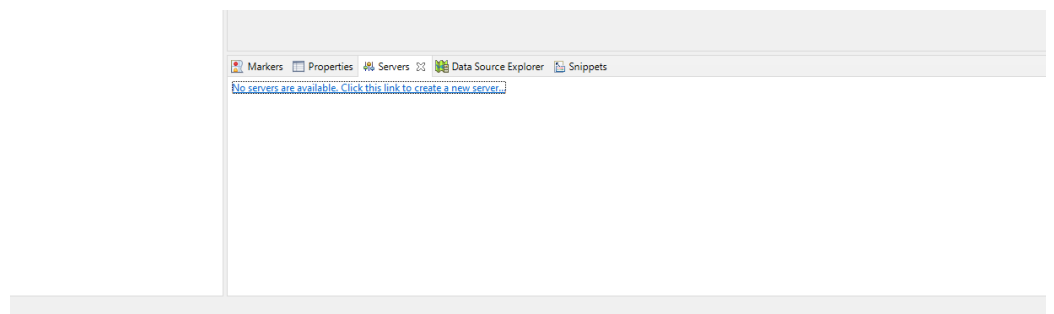 Markers Properties Servers Data Source Explorer Snippets
No servers are available. Click this link to create a new server...